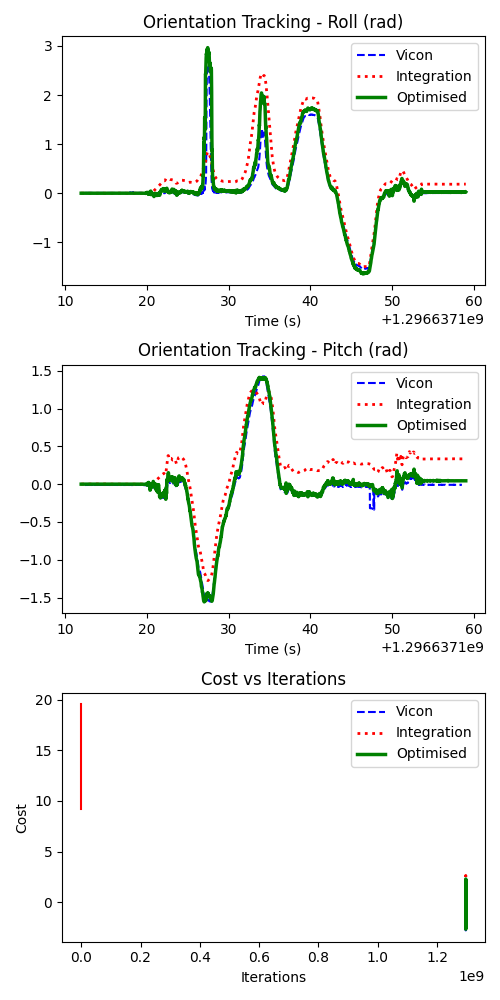 Orientation Tracking - Roll (rad)
3
2
1
0
−1
Vicon
Integration
Optimised
10 20 30 40 50 60
Time (s)
+1.2966371e9
Orientation Tracking - Pitch (rad)
1.5
1.0
0.5
0.0
−0.5
−1.0
−1.5
Vicon
Integration
Optimised
10 20 30 40 50 60
Time (s)
+1.2966371e9
Cost vs Iterations
20
15
10
5
0
Cost
Vicon
Integration
Optimised
0.0 0.2 0.4 0.6 0.8 1.0 1.2
Iterations
1e9